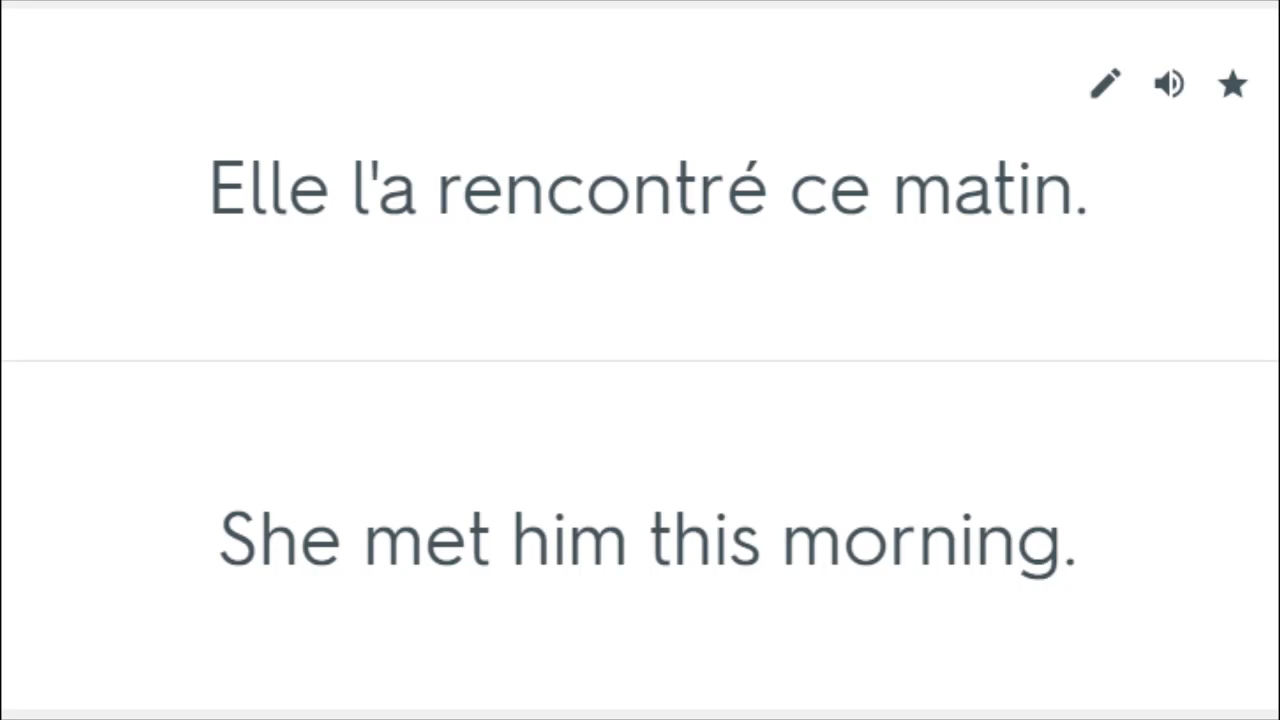 Elle l'a rencontré ce matin.
She met him this morning.